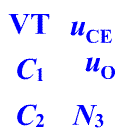 VT u_CE
C_1 u_O
C_2 N_3